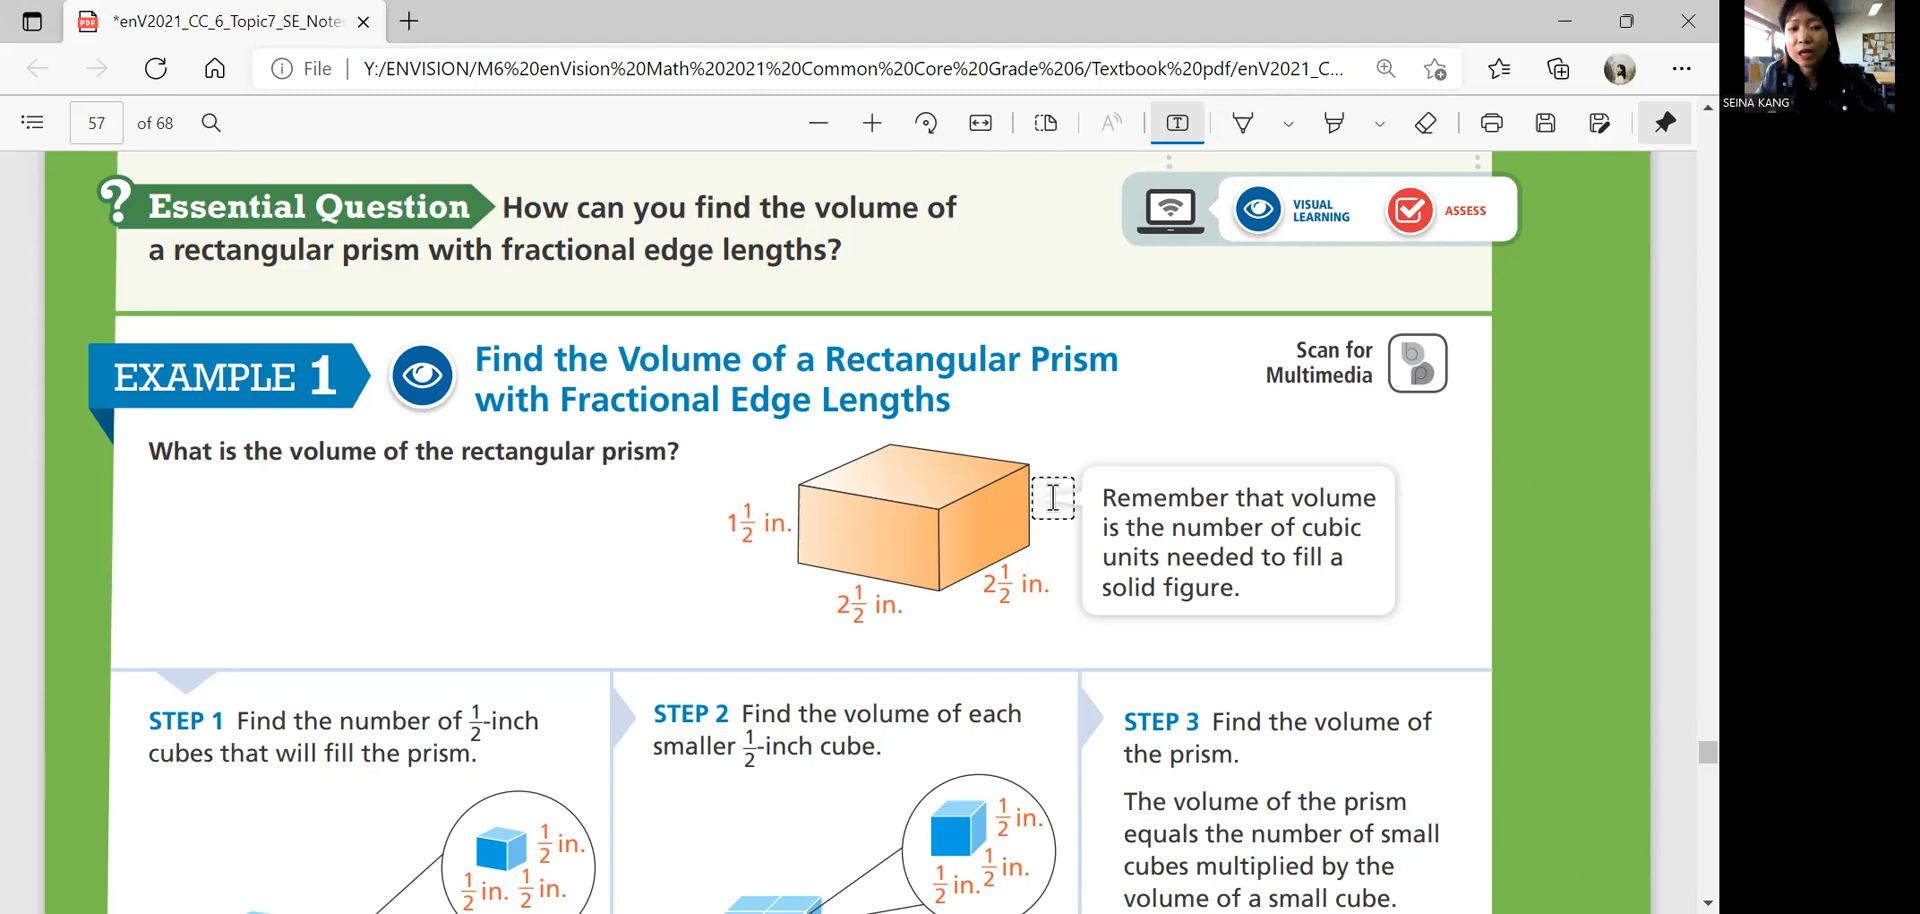 *enV2021_CC_6_Topic7_SE_Note
File
Y:/ENVISION/M6%20enVision%20Math%202021%20Common%20Core%20Grade%206/Textbook%20pdf/enV2021_C...
57 of 68
SEINA KANG
? Essential Question How can you find the volume of
a rectangular prism with fractional edge lengths?
VISUAL
LEARNING
ASSESS
EXAMPLE 1
Find the Volume of a Rectangular Prism
with Fractional Edge Lengths
Scan for
Multimedia
What is the volume of the rectangular prism?
1 1/2 in.
2 1/2 in.
2 1/2 in.
Remember that volume
is the number of cubic
units needed to fill a
solid figure.
STEP 1 Find the number of 1/2-inch
cubes that will fill the prism.
1/2 in.
1/2 in. 1/2 in.
STEP 2 Find the volume of each
smaller 1/2-inch cube.
1/2 in.
1/2 in. 1/2 in.
STEP 3 Find the volume of
the prism.
The volume of the prism
equals the number of small
cubes multiplied by the
volume of a small cube.